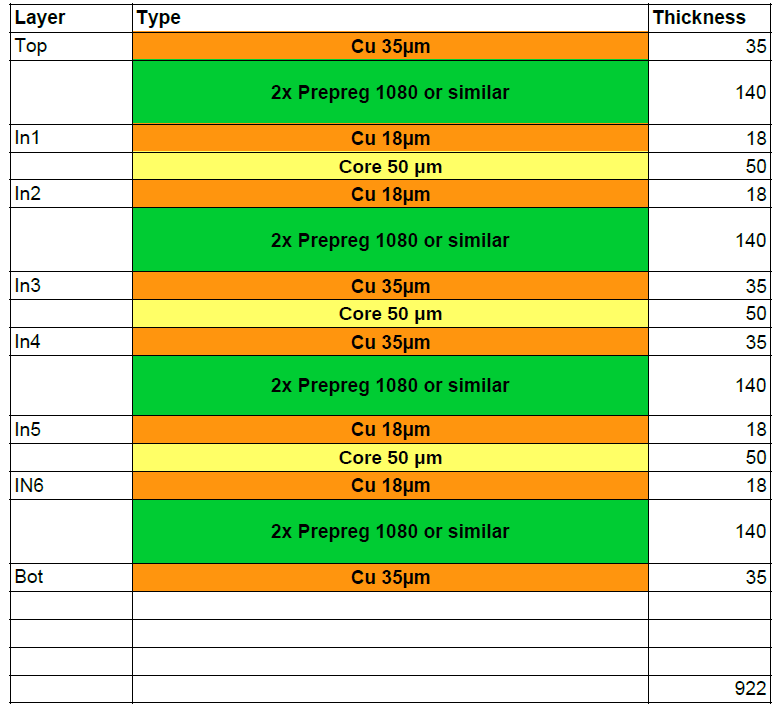 Layer Type Thickness
Top Cu 35µm 35
2x Prepreg 1080 or similar 140
In1 Cu 18µm 18
Core 50 µm 50
In2 Cu 18µm 18
2x Prepreg 1080 or similar 140
In3 Cu 35µm 35
Core 50 µm 50
In4 Cu 35µm 35
2x Prepreg 1080 or similar 140
In5 Cu 18µm 18
Core 50 µm 50
IN6 Cu 18µm 18
2x Prepreg 1080 or similar 140
Bot Cu 35µm 35
922